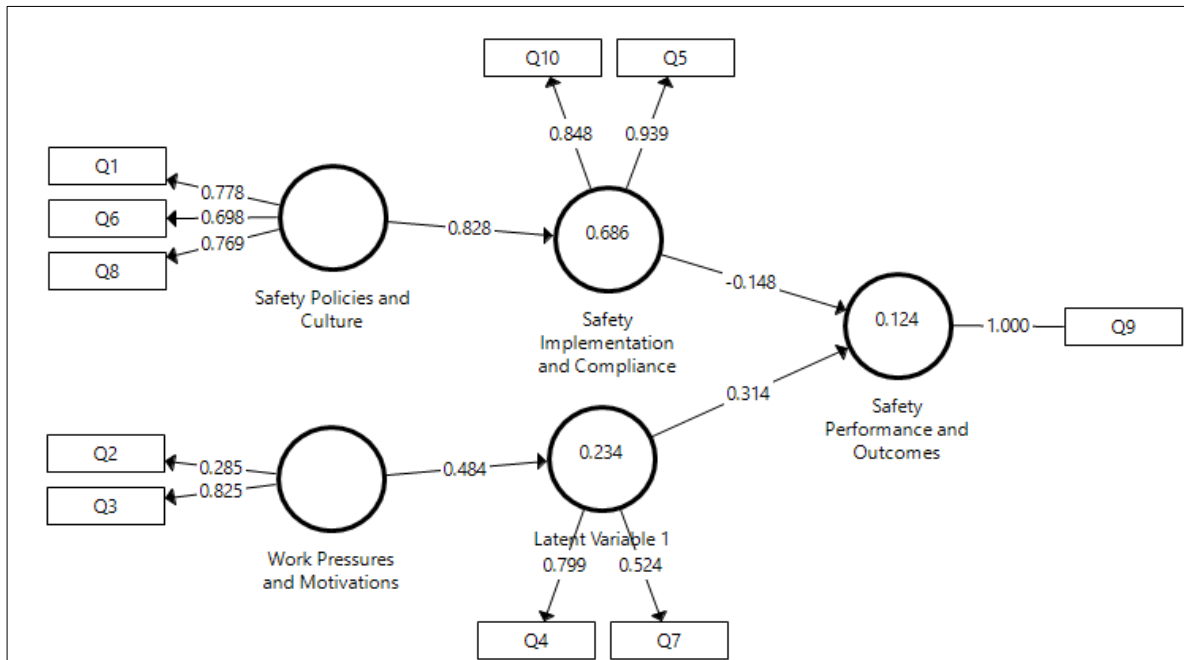 Q10
Q5
0.848
0.939
Q1
Q6
Q8
0.778
0.698
0.769
Safety Policies and
Culture
0.828
0.686
Safety
Implementation
and Compliance
-0.148
0.124
1.000
Q9
Safety
Performance and
Outcomes
0.314
Q2
Q3
0.285
0.825
Work Pressures
and Motivations
0.484
0.234
Latent Variable 1
0.799
0.524
Q4
Q7